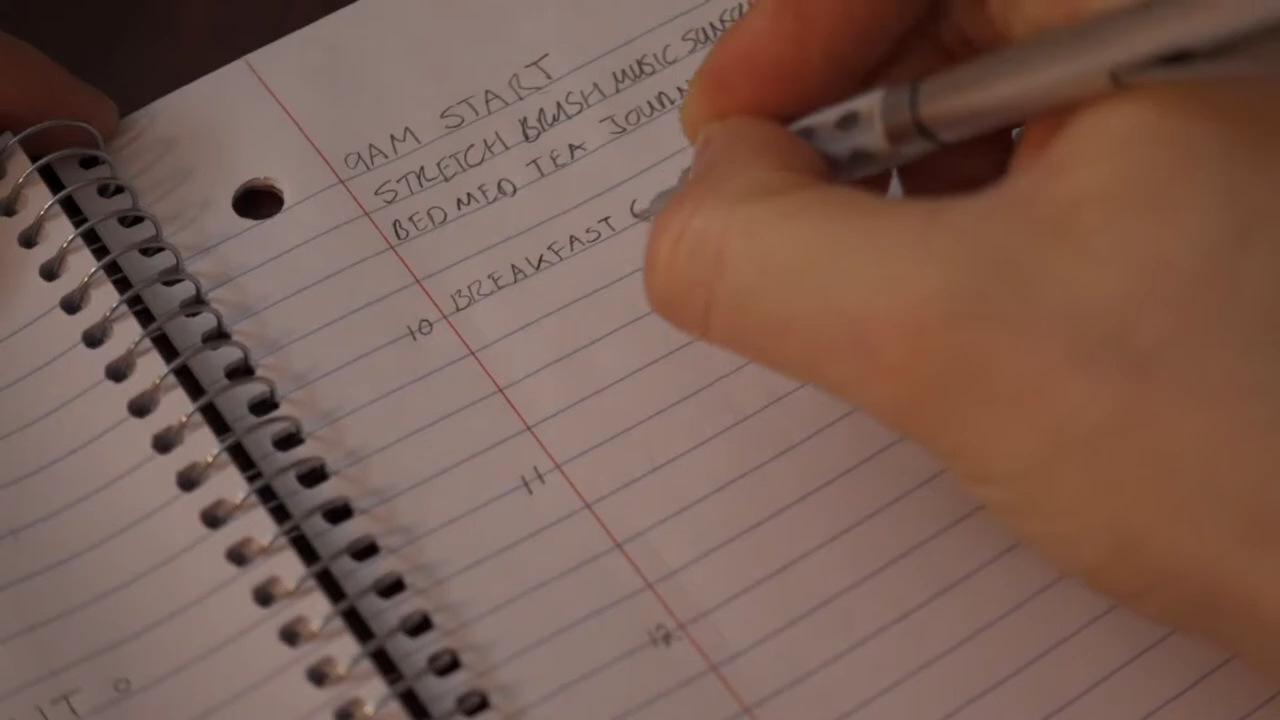 9AM START
STRETCH BRUSH MUSIC
BED MED TEA
10 BREAKFAST
11
12